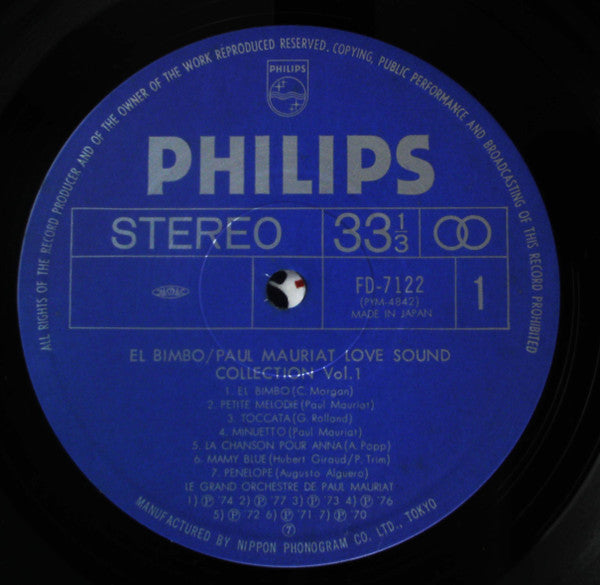 ALL RIGHTS OF THE RECORD PRODUCER AND OF THE OWNER OF THE WORK REPRODUCED RESERVED. COPYING, PUBLIC PERFORMANCE AND BROADCASTING OF THIS RECORD PROHIBITED
PHILIPS
PHILIPS
STEREO 33⅓
FD-7122 1
(PYM-4842)
MADE IN JAPAN
EL BIMBO/PAUL MAURIAT LOVE SOUND
COLLECTION Vol.1
1. EL BIMBO(C. Morgan)
2. PETITE MELODIE(Paul Mauriat)
3. TOCCATA(G. Rolland)
4. MINUETTO(Paul Mauriat)
5. LA CHANSON POUR ANNA(A. Popp)
6. MAMY BLUE(Hubert Giraud/P. Trim)
7. PENELOPE(Augusto Alguero)
LE GRAND ORCHESTRE DE PAUL MAURIAT
1)Ⓟ'74 2)Ⓟ'77 3)Ⓟ'73 4)Ⓟ'76
5)Ⓟ'72 6)Ⓟ'71 7)Ⓟ'70
⑦
MANUFACTURED BY NIPPON PHONOGRAM CO. LTD., TOKYO